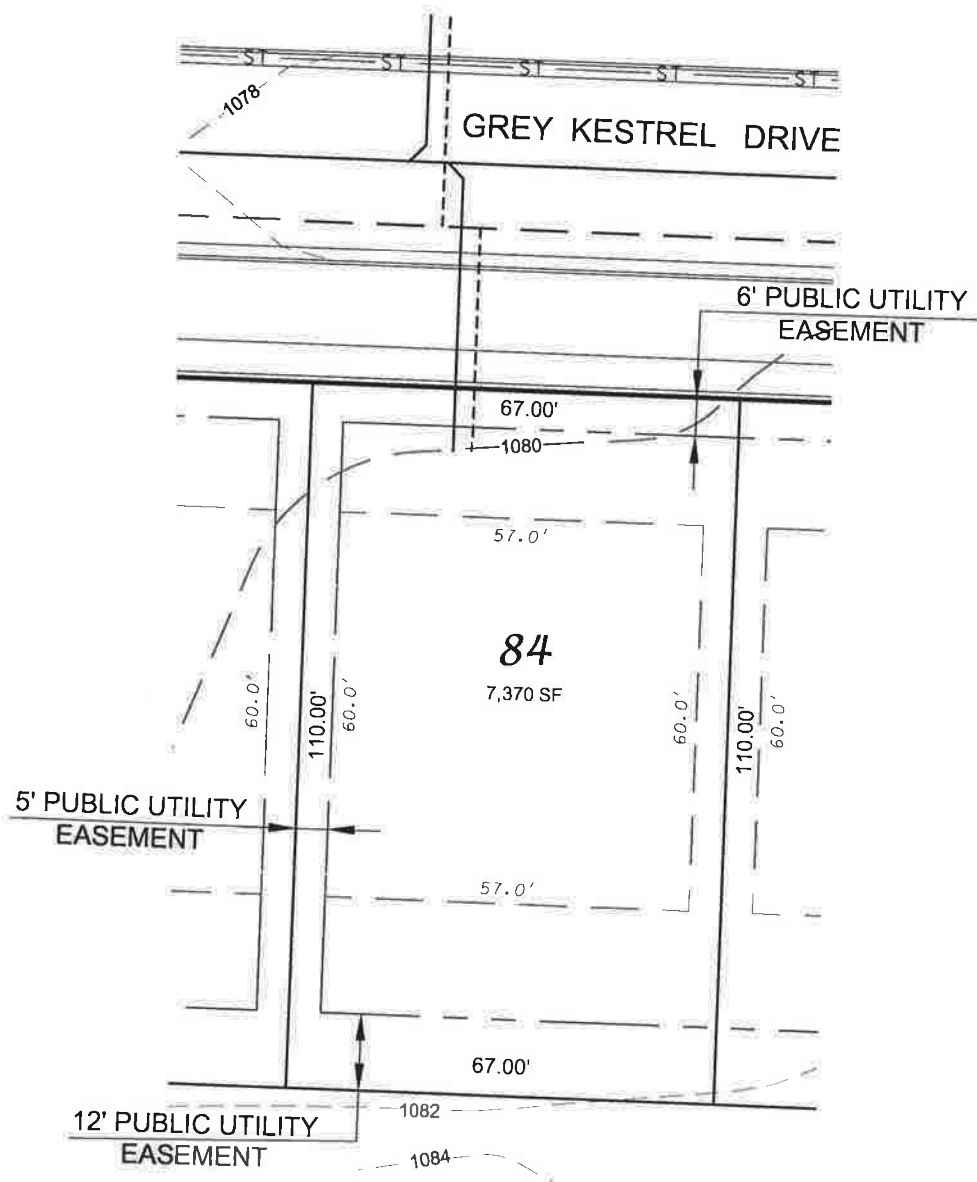 ST ST ST ST ST
1078
GREY KESTREL DRIVE
6' PUBLIC UTILITY
EASEMENT
67.00'
1080
57.0'
84
7,370 SF
60.0'
110.00'
60.0'
60.0'
110.00'
60.0'
5' PUBLIC UTILITY
EASEMENT
57.0'
67.00'
1082
12' PUBLIC UTILITY
EASEMENT
1084